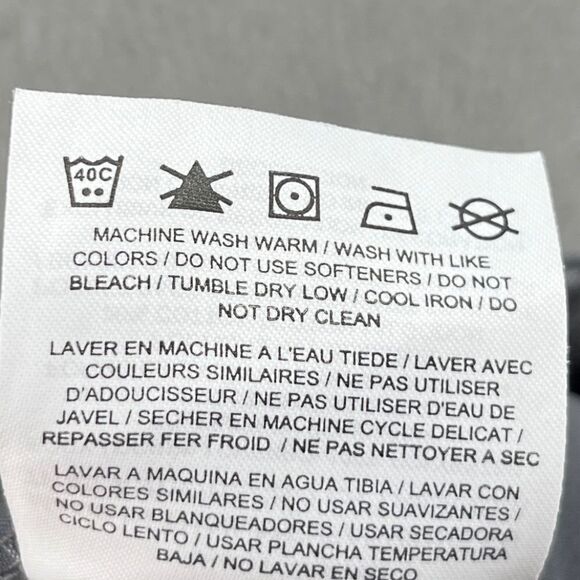 40C
MACHINE WASH WARM / WASH WITH LIKE
COLORS / DO NOT USE SOFTENERS / DO NOT
BLEACH / TUMBLE DRY LOW / COOL IRON / DO
NOT DRY CLEAN
LAVER EN MACHINE A L'EAU TIEDE / LAVER AVEC
COULEURS SIMILAIRES / NE PAS UTILISER
D'ADOUCISSEUR / NE PAS UTILISER D'EAU DE
JAVEL / SECHER EN MACHINE CYCLE DELICAT /
REPASSER FER FROID / NE PAS NETTOYER A SEC
LAVAR A MAQUINA EN AGUA TIBIA / LAVAR CON
COLORES SIMILARES / NO USAR SUAVIZANTES /
NO USAR BLANQUEADORES / USAR SECADORA
CICLO LENTO / USAR PLANCHA TEMPERATURA
BAJA / NO LAVAR EN SECO